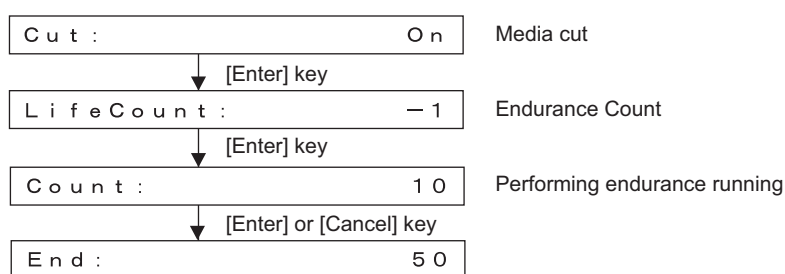 Cut: On Media cut
[Enter] key
LifeCount: −1 Endurance Count
[Enter] key
Count: 10 Performing endurance running
[Enter] or [Cancel] key
End: 50